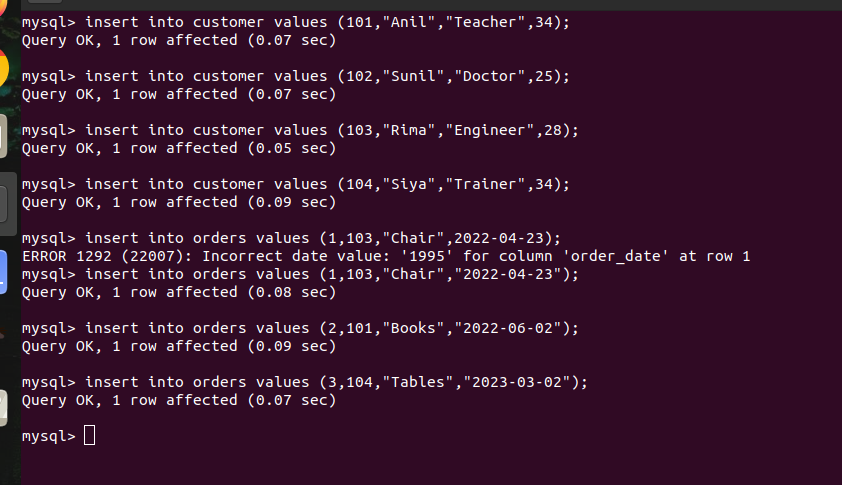 mysql> insert into customer values (101,"Anil","Teacher",34);
Query OK, 1 row affected (0.07 sec)
mysql> insert into customer values (102,"Sunil","Doctor",25);
Query OK, 1 row affected (0.07 sec)
mysql> insert into customer values (103,"Rima","Engineer",28);
Query OK, 1 row affected (0.05 sec)
mysql> insert into customer values (104,"Siya","Trainer",34);
Query OK, 1 row affected (0.09 sec)
mysql> insert into orders values (1,103,"Chair",2022-04-23);
ERROR 1292 (22007): Incorrect date value: '1995' for column 'order_date' at row 1
mysql> insert into orders values (1,103,"Chair","2022-04-23");
Query OK, 1 row affected (0.08 sec)
mysql> insert into orders values (2,101,"Books","2022-06-02");
Query OK, 1 row affected (0.09 sec)
mysql> insert into orders values (3,104,"Tables","2023-03-02");
Query OK, 1 row affected (0.07 sec)
mysql>